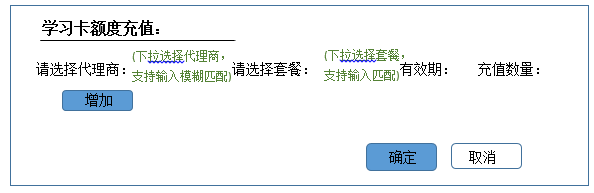 学习卡额度充值：
请选择代理商：(下拉选择代理商，支持输入模糊匹配)请选择套餐：(下拉选择套餐，支持输入匹配)有效期： 充值数量：
增加
确定 取消